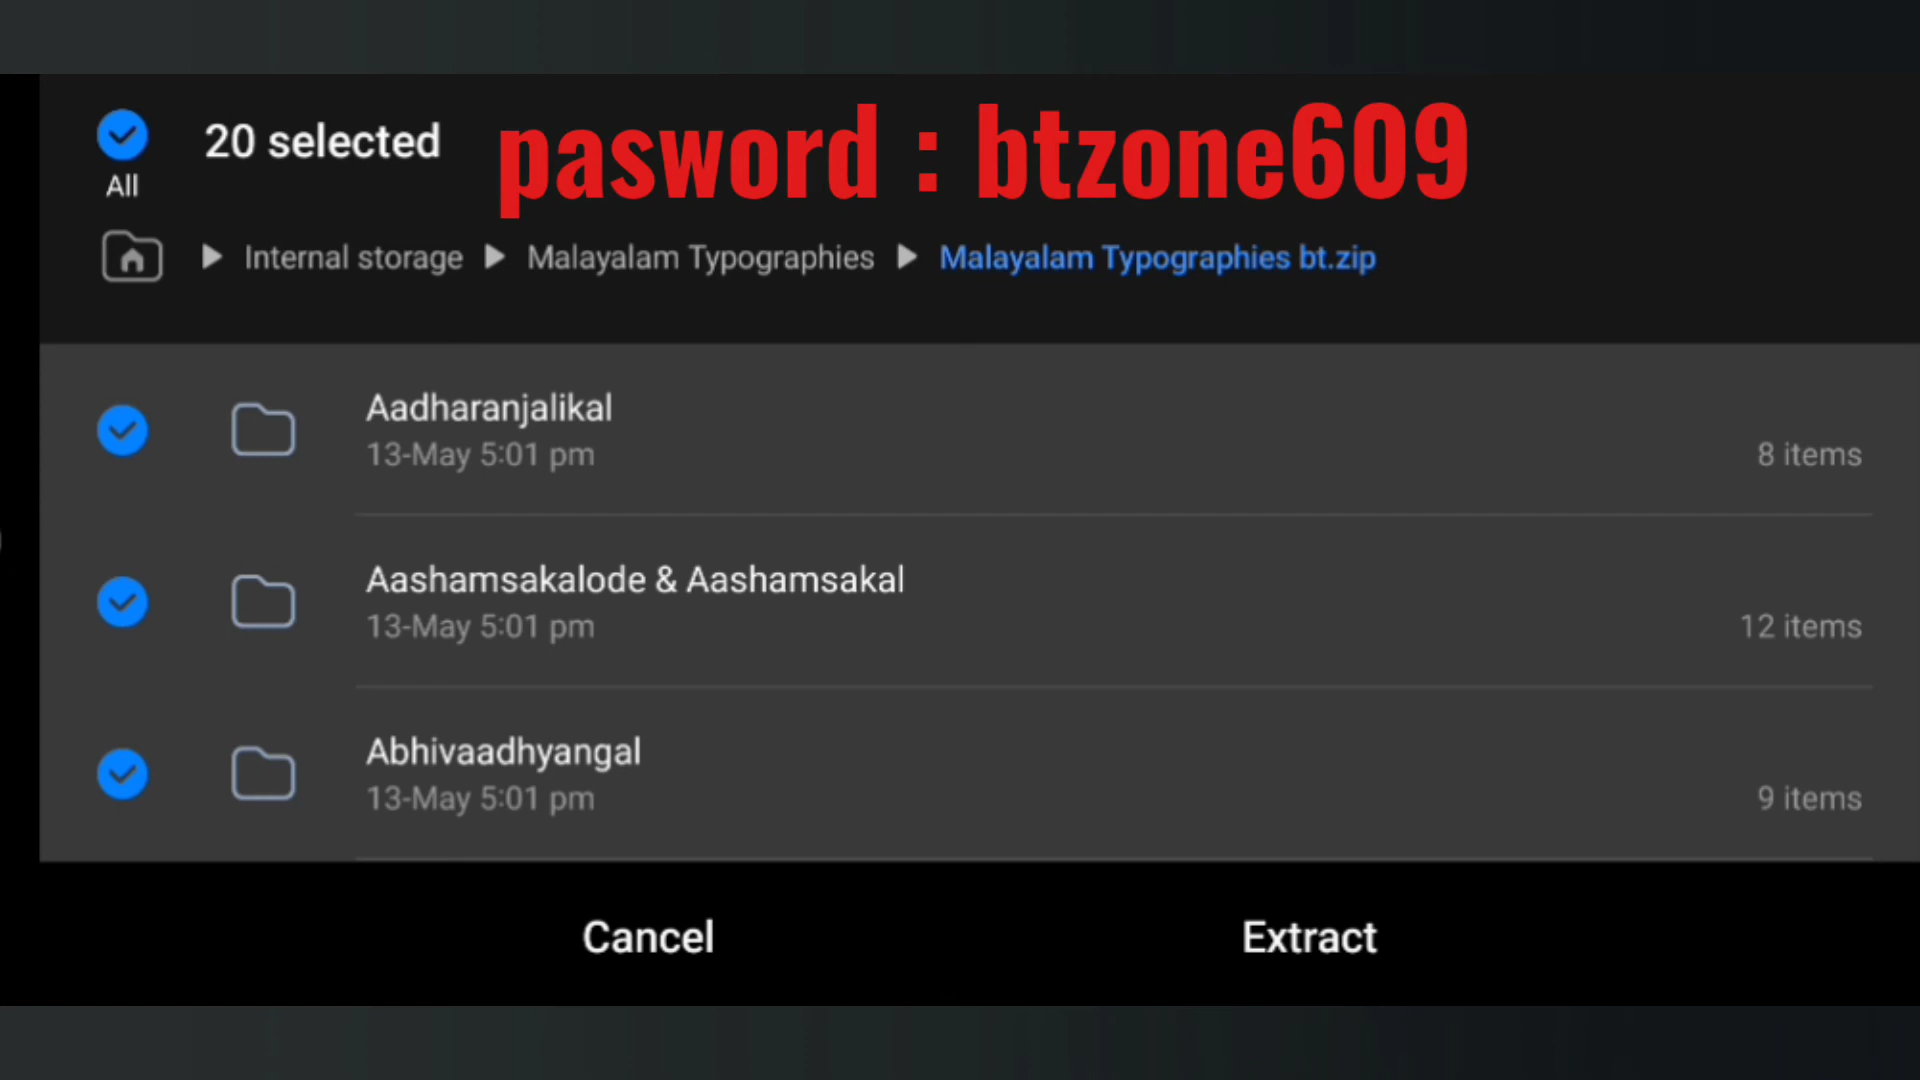 20 selected
pasword : btzone609
All
Internal storage ▶ Malayalam Typographies ▶ Malayalam Typographies bt.zip
Aadharanjalikal
13-May 5:01 pm
8 items
Aashamsakalode & Aashamsakal
13-May 5:01 pm
12 items
Abhivaadhyangal
13-May 5:01 pm
9 items
Cancel
Extract